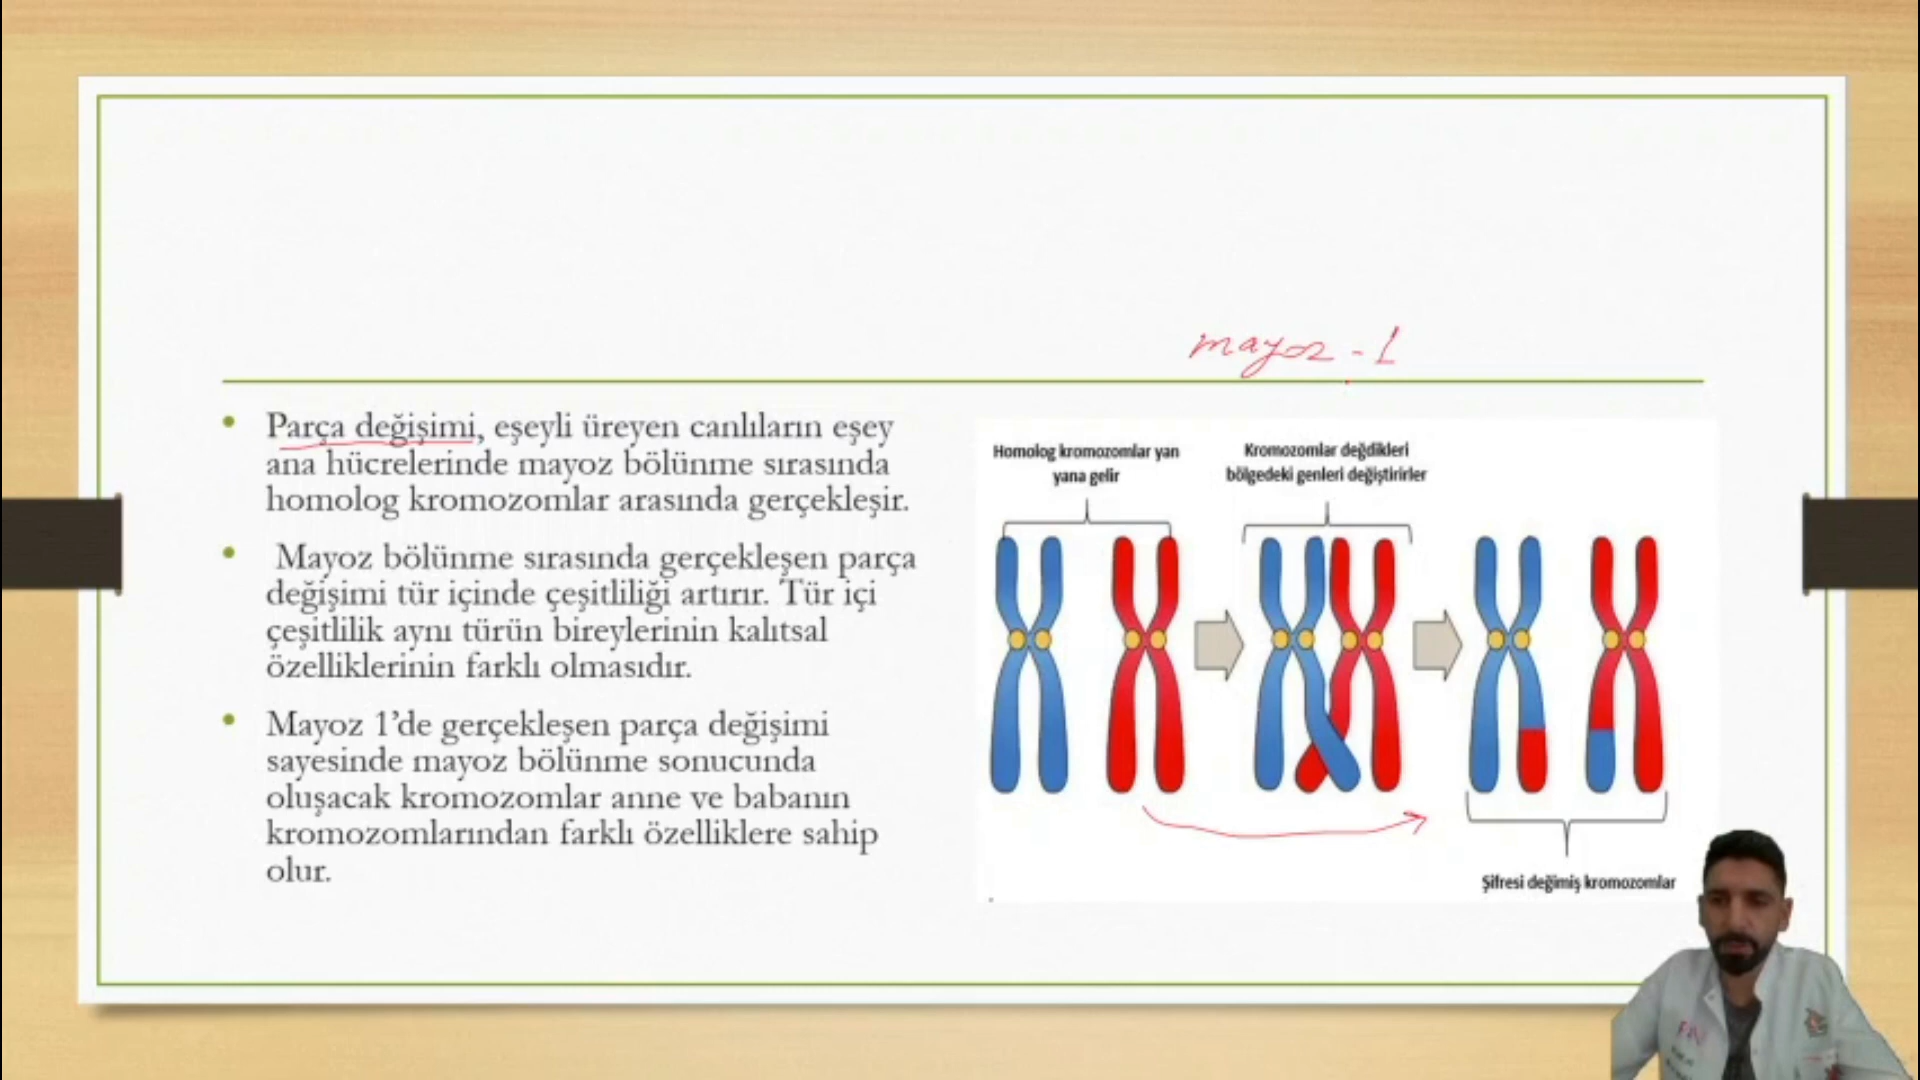 mayoz - 1
Parça değişimi, eşeyli üreyen canlıların eşey
ana hücrelerinde mayoz bölünme sırasında
homolog kromozomlar arasında gerçekleşir.
Mayoz bölünme sırasında gerçekleşen parça
değişimi tür içinde çeşitliliği artırır. Tür içi
çeşitlilik aynı türün bireylerinin kalıtsal
özelliklerinin farklı olmasıdır.
Mayoz 1’de gerçekleşen parça değişimi
sayesinde mayoz bölünme sonucunda
oluşacak kromozomlar anne ve babanın
kromozomlarından farklı özelliklere sahip
olur.
Homolog kromozomlar yan
yana gelir
Kromozomlar değdikleri
bölgedeki genleri değiştirirler
Şifresi değimiş kromozomlar